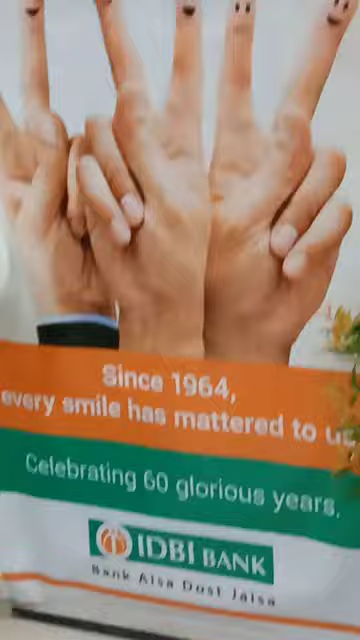 Since 1964,
every smile has mattered to us
Celebrating 60 glorious years.
IDBI BANK
Bank Aisa Dost Jaisa